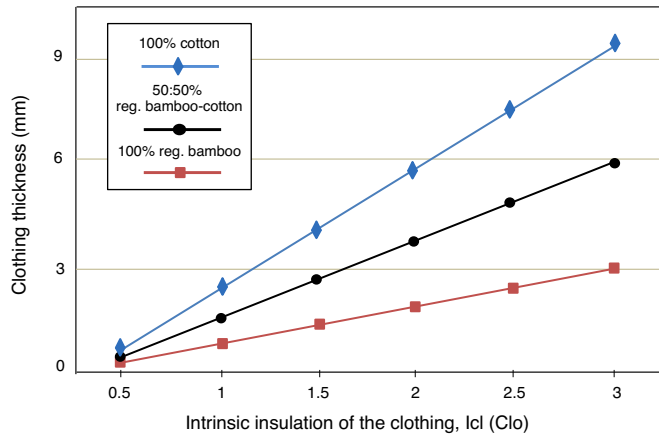 100% cotton
50:50%
reg. bamboo-cotton
100% reg. bamboo
Clothing thickness (mm)
9
6
3
0
0.5 1 1.5 2 2.5 3
Intrinsic insulation of the clothing, Icl (Clo)